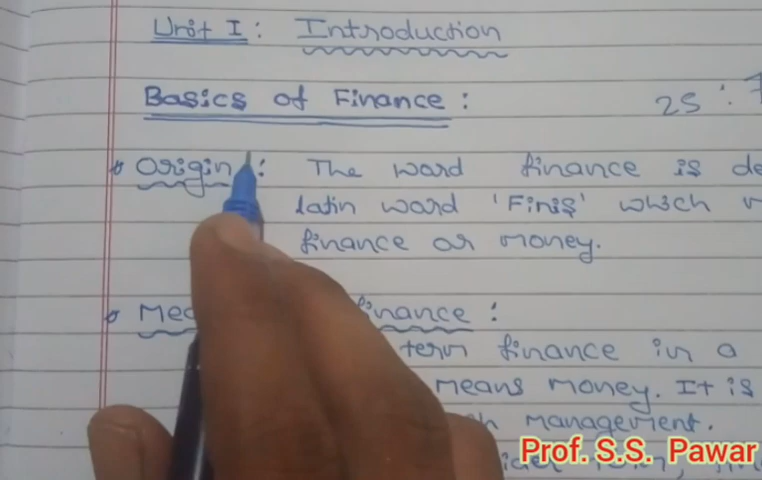 Unit I : Introduction
Basics of Finance :
25 :
Origin : The word finance is
latin word 'Finis' which
finance or money.
finance :
term finance in a
means money. It is
management.
Prof. S.S. Pawar